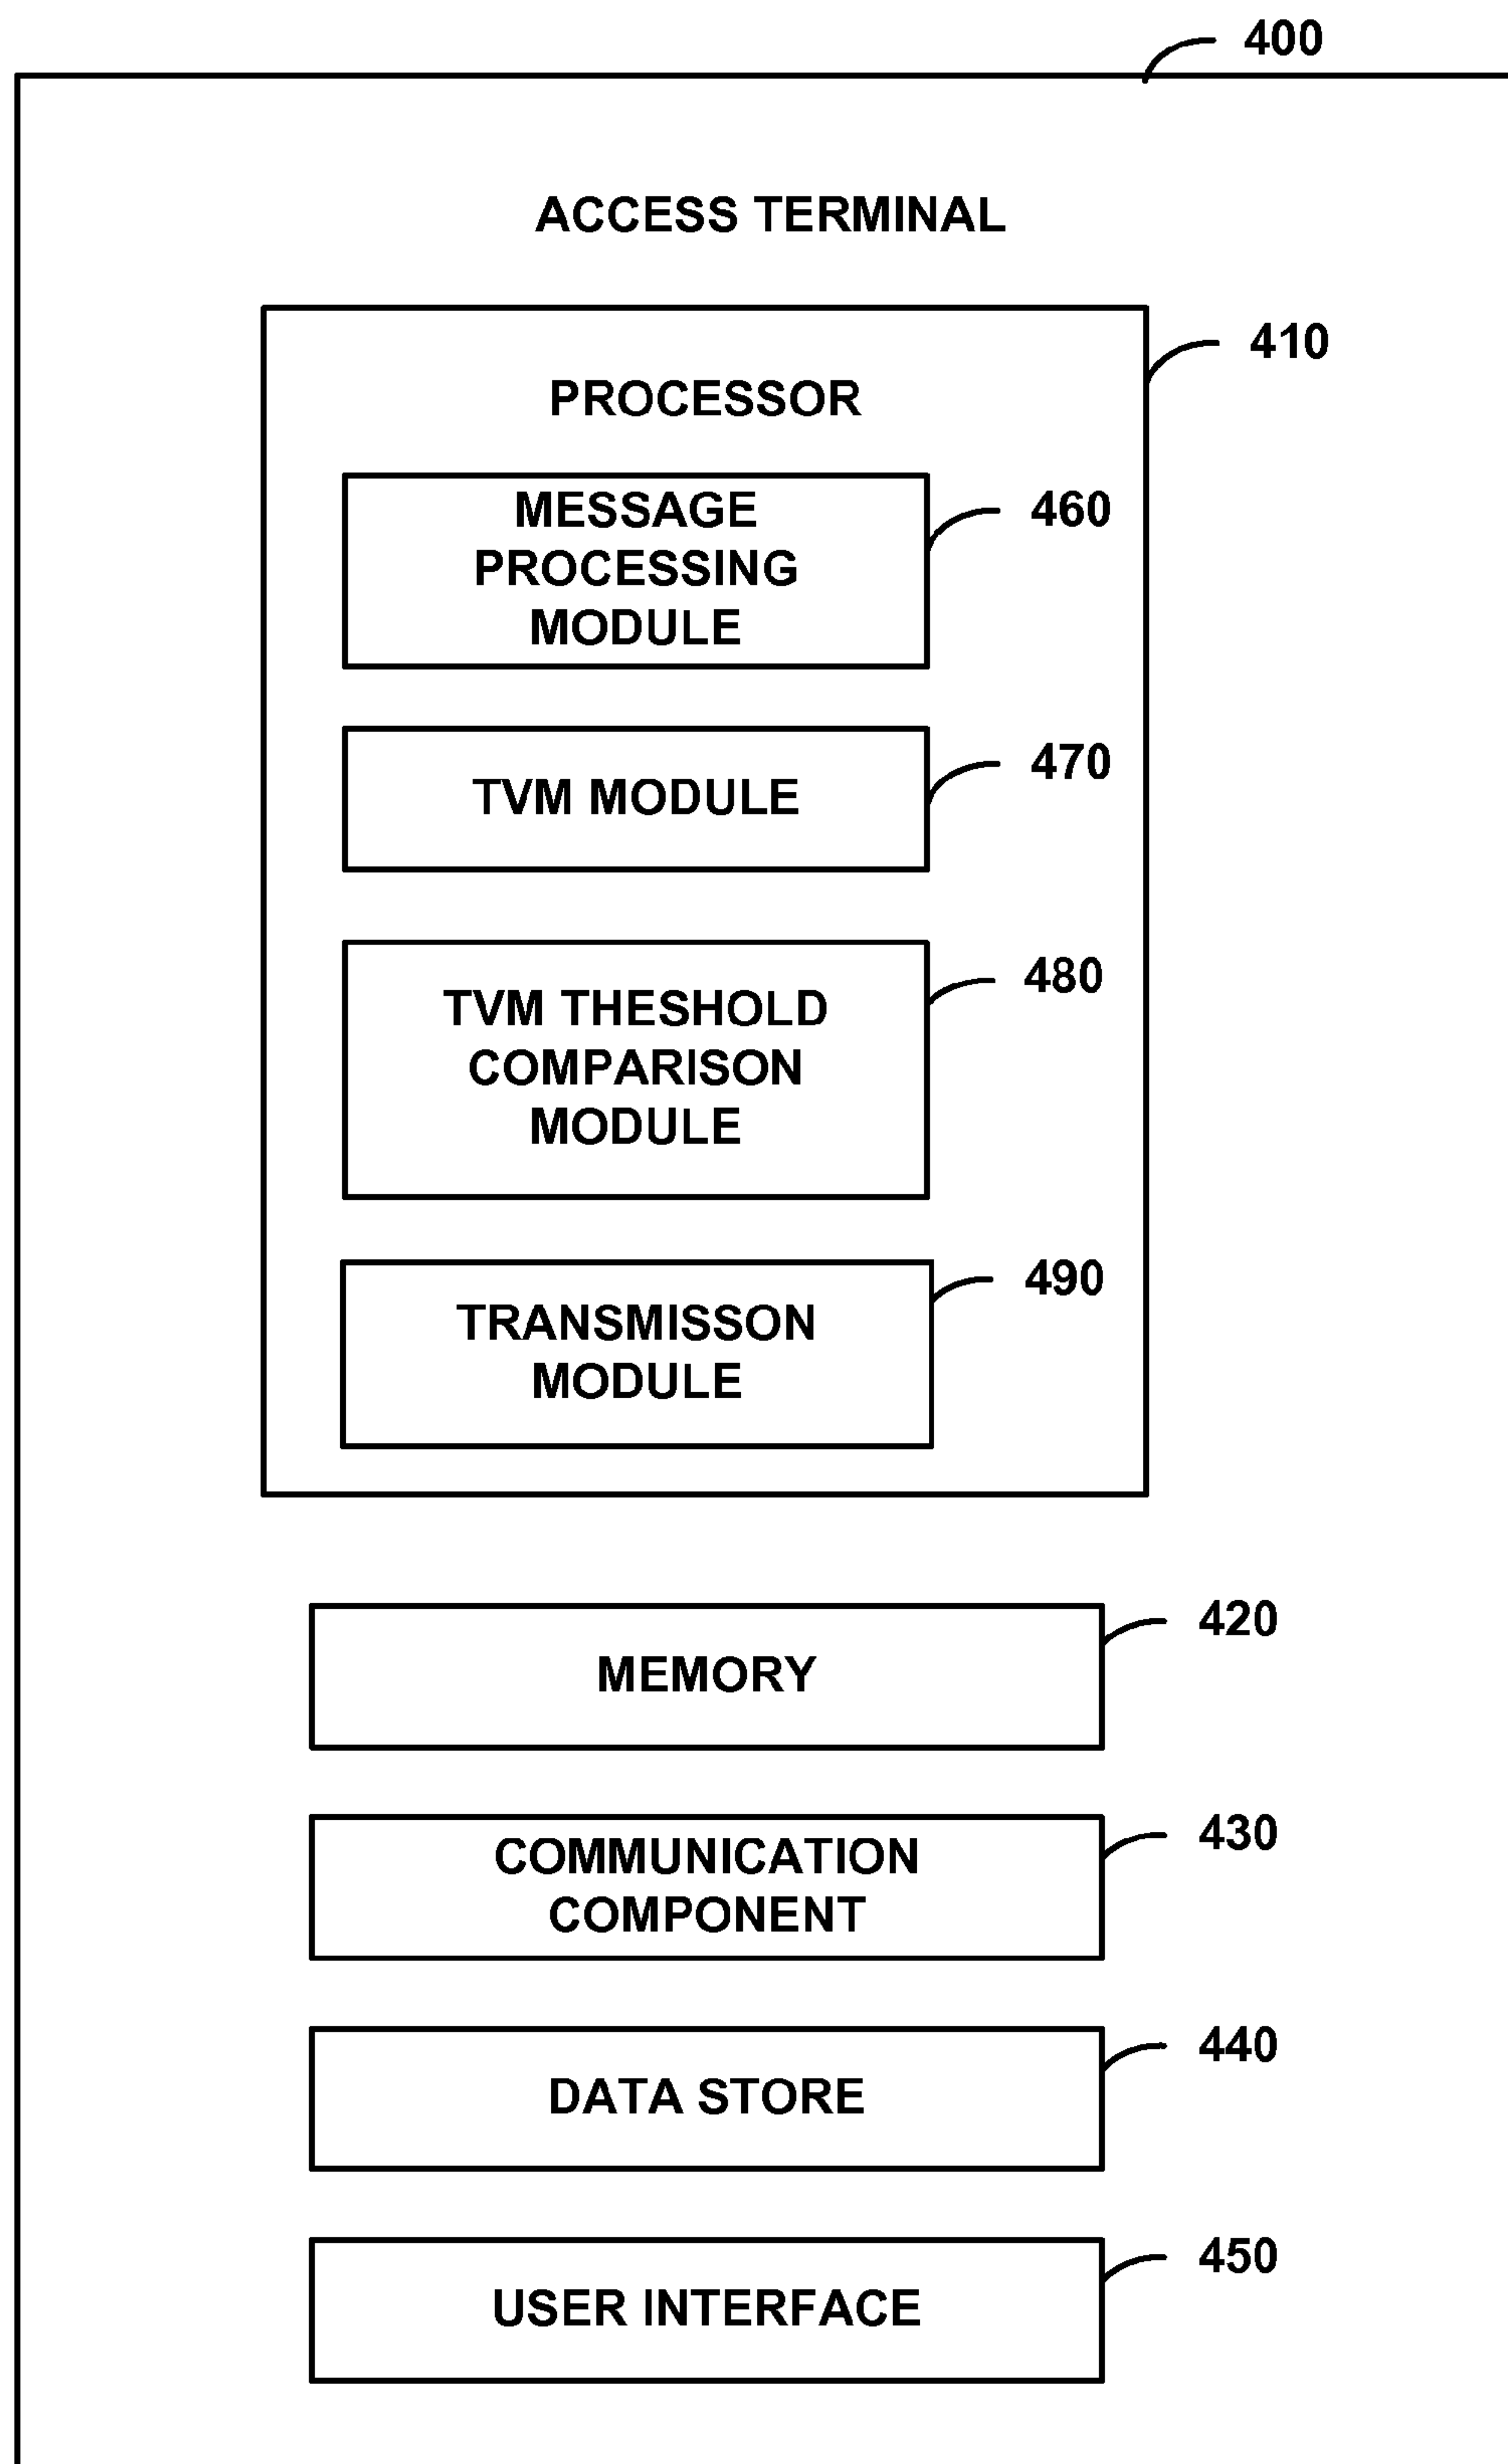 400
ACCESS TERMINAL
410
PROCESSOR
MESSAGE
PROCESSING
MODULE
460
TVM MODULE
470
TVM THESHOLD
COMPARISON
MODULE
480
TRANSMISSON
MODULE
490
MEMORY
420
COMMUNICATION
COMPONENT
430
DATA STORE
440
USER INTERFACE
450